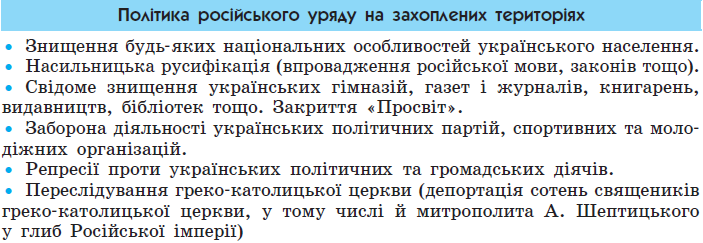 Політика російського уряду на захоплених територіях
• Знищення будь-яких національних особливостей українського населення.
• Насильницька русифікація (впровадження російської мови, законів тощо).
• Свідоме знищення українських гімназій, газет і журналів, книгарень,
видавництв, бібліотек тощо. Закриття «Просвіт».
• Заборона діяльності українських політичних партій, спортивних та моло-
діжних організацій.
• Репресії проти українських політичних та громадських діячів.
• Переслідування греко-католицької церкви (депортація сотень священиків
греко-католицької церкви, у тому числі й митрополита А. Шептицького
у глиб Російської імперії)